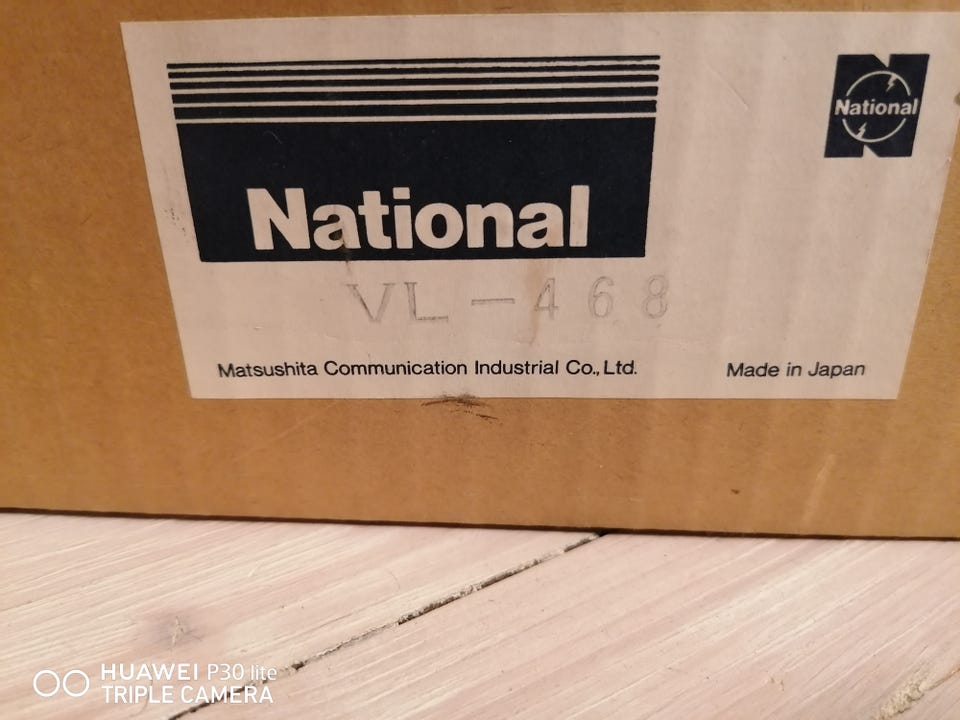 National
National
VL-468
Matsushita Communication Industrial Co., Ltd.
Made in Japan
HUAWEI P30 lite
TRIPLE CAMERA